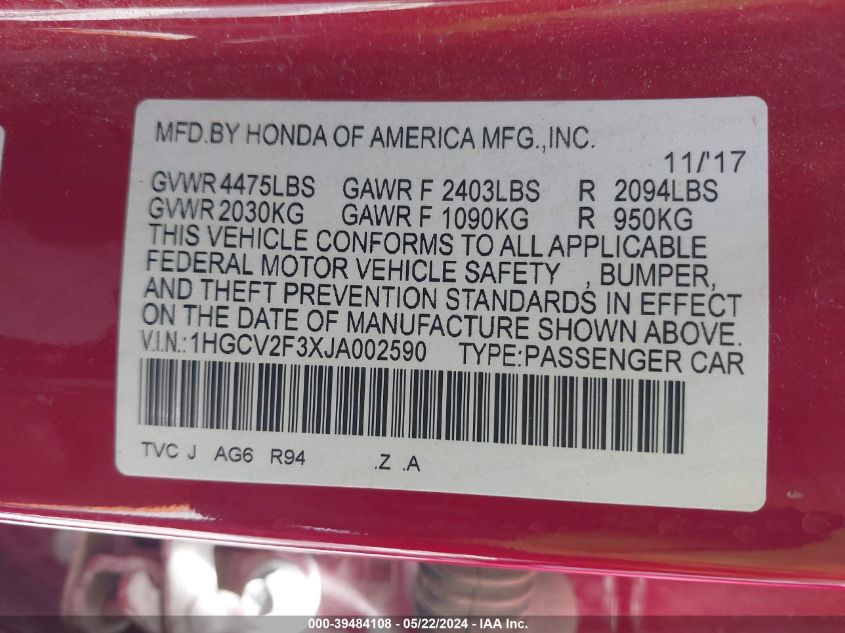 MFD.BY HONDA OF AMERICA MFG.,INC.
11/'17
GVWR 4475LBS GAWR F 2403LBS R 2094LBS
GVWR 2030KG GAWR F 1090KG R 950KG
THIS VEHICLE CONFORMS TO ALL APPLICABLE
FEDERAL MOTOR VEHICLE SAFETY , BUMPER,
AND THEFT PREVENTION STANDARDS IN EFFECT
ON THE DATE OF MANUFACTURE SHOWN ABOVE.
V.I.N.:1HGCV2F3XJA002590 TYPE:PASSENGER CAR
TVC J AG6 R94 .Z .A
000-39484108 - 05/22/2024 - IAA Inc.